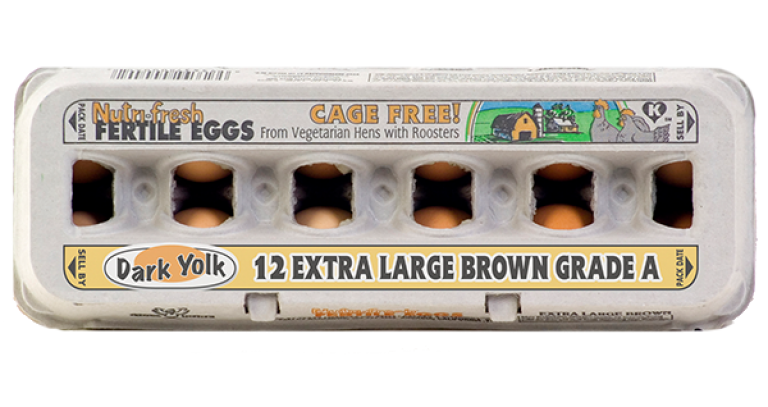 PACK DATE
Nutri-fresh
FERTILE EGGS
CAGE FREE!
From Vegetarian Hens with Roosters
K
SELL BY
SELL BY
Dark Yolk
12 EXTRA LARGE BROWN GRADE A
PACK DATE
EXTRA LARGE BROWN